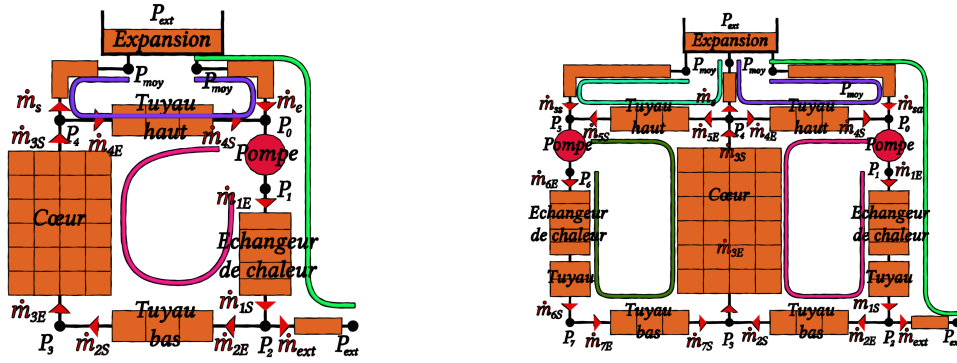 P_ext
Expansion
P_moy
P_moy
ṁ_s
ṁ_e
Tuyau
haut
ṁ_3S
P_4
ṁ_4E
ṁ_4S
P_0
Pompe
P_1
ṁ_1E
Cœur
Echangeur
de chaleur
ṁ_3E
ṁ_1S
P_3
ṁ_2S
Tuyau
bas
ṁ_2E
P_2
ṁ_ext
P_ext
P_ext
Expansion
P_moy
P_moy
P_moy
ṁ_ss
ṁ_sa
P_5
ṁ_5S
Tuyau
haut
ṁ_5E
P_4
ṁ_4E
Tuyau
haut
ṁ_4S
P_0
Pompe
ṁ_3S
Pompe
ṁ_6E
P_6
P_1
ṁ_1E
Cœur
Echangeur
de chaleur
Echangeur
de chaleur
ṁ_3E
Tuyau
Tuyau
ṁ_6S
ṁ_1S
P_7
ṁ_7E
Tuyau
bas
ṁ_7S
P_3
ṁ_2S
Tuyau
bas
ṁ_2E
P_2
ṁ_ext